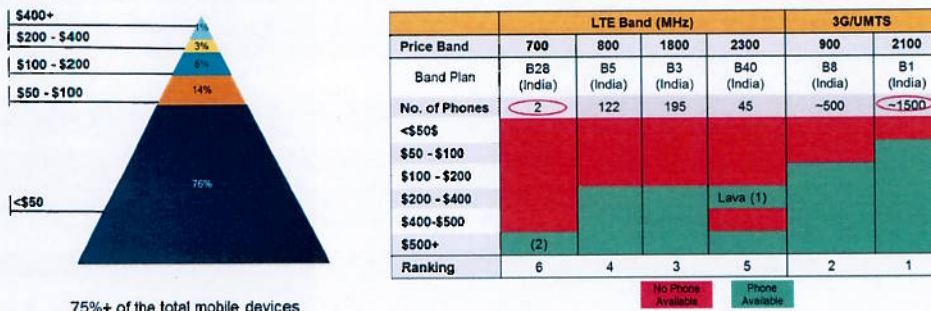 $400+
1%
$200 - $400
3%
$100 - $200
6%
$50 - $100
14%
76%
<$50
75%+ of the total mobile devices
LTE Band (MHz) 3G/UMTS
Price Band 700 800 1800 2300 900 2100
Band Plan B28 (India) B5 (India) B3 (India) B40 (India) B8 (India) B1 (India)
No. of Phones 2 122 195 45 ~500 ~1500
<$50$
$50 - $100
$100 - $200
$200 - $400 Lava (1)
$400-$500
$500+ (2)
Ranking 6 4 3 5 2 1
No Phone Available
Phone Available